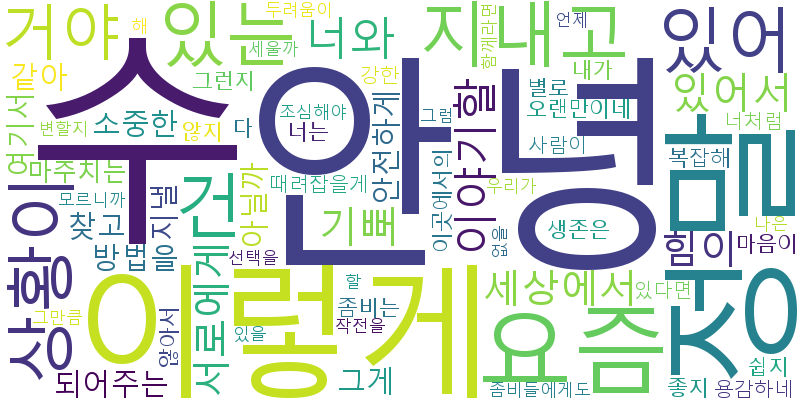 거야
있는
너와
지내고
있어
두려움이
해
세울까
언제
함께라면
수
안녕
같아
그런지
강한
내가
별로
있어서
여기서
소중한
변할지
않지
다
조심해야
너는
안전하게
그럼
이야기할
오랜만이네
사람이
너처럼
정말
복잡해
마주치는
건
아닐까
때려잡을게
우리가
상황이
모르니까
찾고
방법을
지낼
기뻐
이곳에서의
생존은
없을
힘이
나은
마음이
선택을
서로에게
이렇게
할
요즘
세상에서
있다면
그만큼
않아서
있을
좀비는
작전을
되어주는
그게
좀비들에게도
좋지
쉽지
용감하네